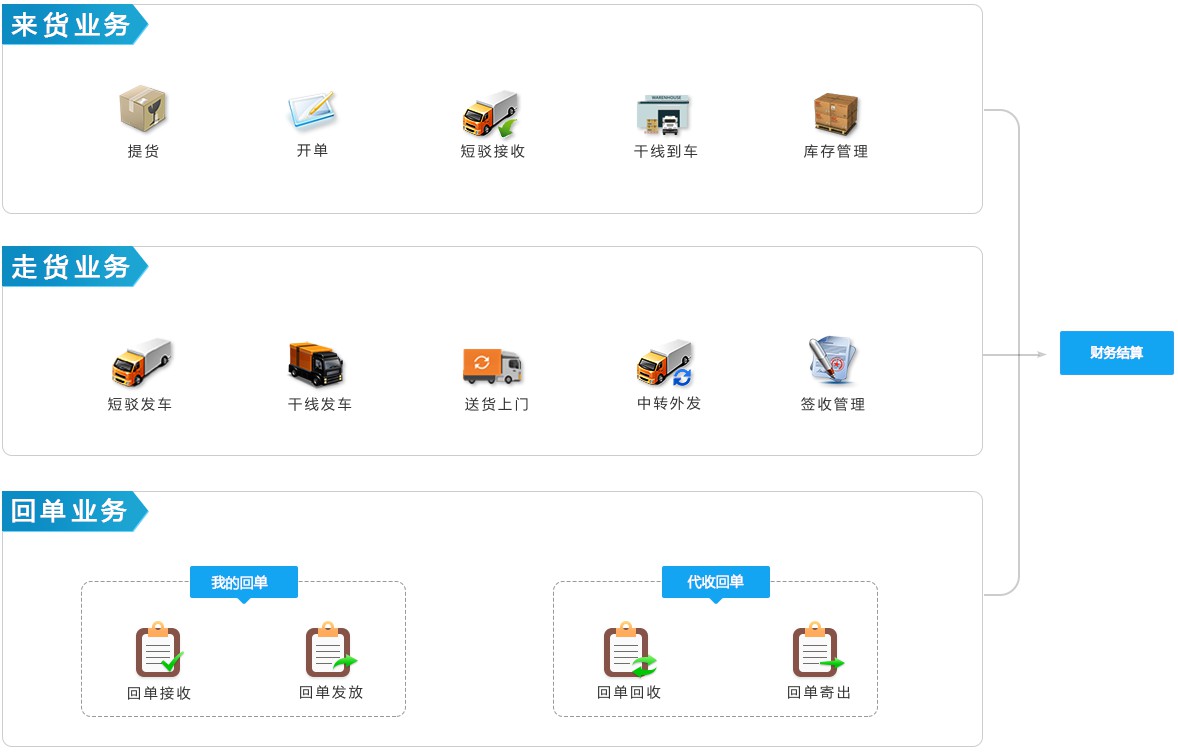 来货业务
WAREHOUSE
提货
开单
短驳接收
干线到车
库存管理
走货业务
短驳发车
干线发车
送货上门
中转外发
签收管理
财务结算
回单业务
我的回单
代收回单
回单接收
回单发放
回单回收
回单寄出